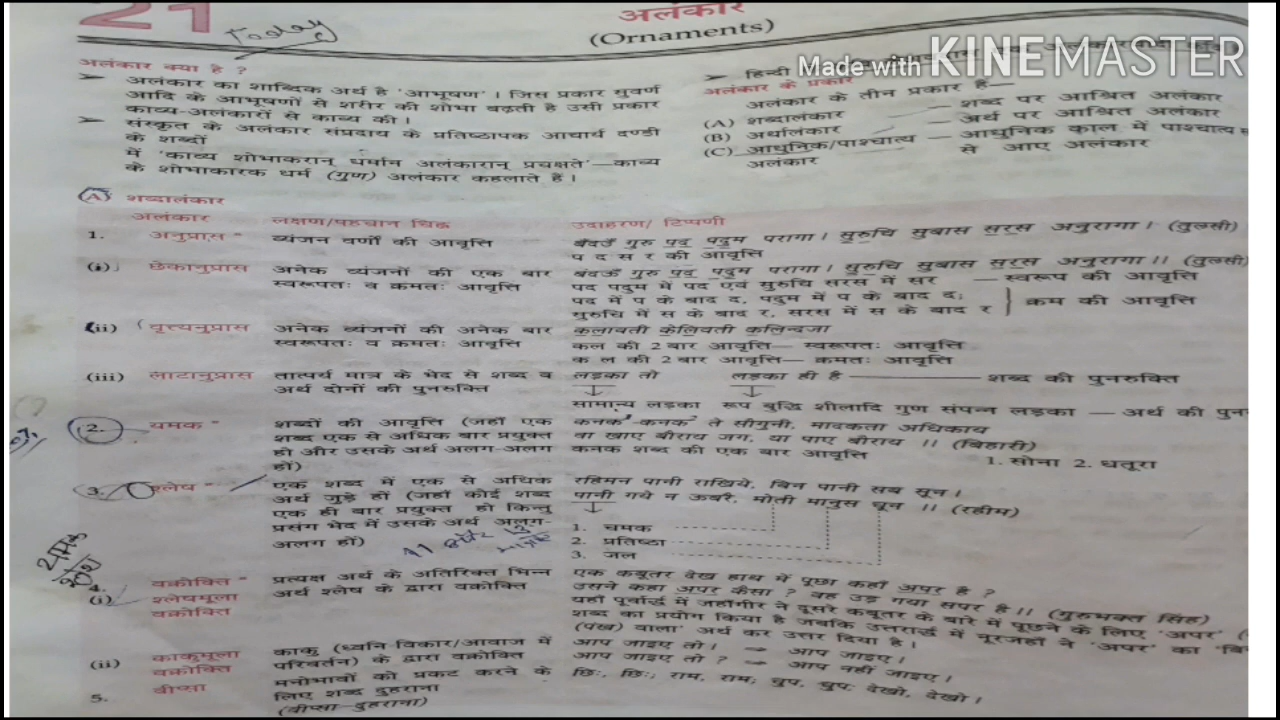 21
Today
अलंकार
(Ornaments)
Made with KINEMASTER
अलंकार क्या है ?
➤ अलंकार का शाब्दिक अर्थ है 'आभूषण' । जिस प्रकार सुवर्ण
आदि के आभूषणों से शरीर की शोभा बढ़ती है उसी प्रकार
काव्य-अलंकारों से काव्य की ।
➤ संस्कृत के अलंकार संप्रदाय के प्रतिष्ठापक आचार्य दण्डी
के शब्दों
में 'काव्य शोभाकरान् धर्मान अलंकारान् प्रचक्षते'—काव्य
के शोभाकारक धर्म (गुण) अलंकार कहलाते हैं ।
➤ हिन्दी
अलंकार के प्रकार
अलंकार के तीन प्रकार हैं—
(A) शब्दालंकार — शब्द पर आश्रित अलंकार
(B) अर्थालंकार — अर्थ पर आश्रित अलंकार
(C) आधुनिक/पाश्चात्य — आधुनिक काल में पाश्चात्य
अलंकार से आए अलंकार
(A) शब्दालंकार
अलंकार लक्षण/पहचान चिह्न उदाहरण/ टिप्पणी
1. अनुप्रास* व्यंजन वर्णों की आवृत्ति बंदऊँ गुरु पद पदुम परागा । सुरुचि सुबास सरस अनुरागा । (तुलसी)
प द स र की आवृत्ति
(i) छेकानुप्रास अनेक व्यंजनों की एक बार बंदऊँ गुरु पद पदुम परागा । सुरुचि सुबास सरस अनुरागा ।। (तुलसी)
स्वरूपतः व क्रमतः आवृत्ति पद पदुम में पद एवं सुरुचि सरस में सर — स्वरूप की आवृत्ति
पद में प के बाद द, पदुम में प के बाद द;
सुरुचि में स के बाद र, सरस में स के बाद र } क्रम की आवृत्ति
(ii) वृत्त्यनुप्रास अनेक व्यंजनों की अनेक बार कलावती केलिवती कलिन्दजा
स्वरूपतः व क्रमतः आवृत्ति कल की 2 बार आवृत्ति— स्वरूपतः आवृत्ति
क ल की 2 बार आवृत्ति— क्रमतः आवृत्ति
(iii) लाटानुप्रास तात्पर्य मात्र के भेद से शब्द व लड़का तो लड़का ही है — शब्द की पुनरुक्ति
अर्थ दोनों की पुनरुक्ति
सामान्य लड़का रूप बुद्धि शीलादि गुण संपन्न लड़का — अर्थ की पुन
2. यमक* शब्दों की आवृत्ति (जहाँ एक कनक कनक ते सौगुनी, मादकता अधिकाय
शब्द एक से अधिक बार प्रयुक्त वा खाए बौराय जग, या पाए बौराय ।। (बिहारी)
हो और उसके अर्थ अलग-अलग कनक शब्द की एक बार आवृत्ति 1. सोना 2. धतूरा
हों)
3. श्लेष* एक शब्द में एक से अधिक रहिमन पानी राखिये, बिन पानी सब सून ।
अर्थ जुड़े हों (जहाँ कोई शब्द पानी गये न ऊबरै, मोती मानुस चून ।। (रहीम)
एक ही बार प्रयुक्त हो किन्तु
प्रसंग भेद में उसके अर्थ अलग- 1. चमक
अलग हों) 2. प्रतिष्ठा
3. जल
यमक
श्लेष
4. वक्रोक्ति* प्रत्यक्ष अर्थ के अतिरिक्त भिन्न एक कबूतर देख हाथ में पूछा कहाँ अपर है ?
(i) श्लेषमूला अर्थ श्लेष के द्वारा वक्रोक्ति उसने कहा अपर कैसा ? वह उड़ गया सपर है ।। (गुरुभक्त सिंह)
वक्रोक्ति यहाँ पूर्वार्द्ध में जहाँगीर ने दूसरे कबूतर के बारे में पूछने के लिए 'अपर'
शब्द का प्रयोग किया है जबकि उत्तरार्द्ध में नूरजहाँ ने 'अपर' का
(पंख) वाला' अर्थ कर उत्तर दिया है ।
(ii) काकुमूला काकु (ध्वनि-विकार/आवाज में आप जाइए तो । → आप जाइए ।
वक्रोक्ति परिवर्तन) के द्वारा वक्रोक्ति आप जाइए तो ? → आप नहीं जाइए ।
5. वीप्सा मनोभावों को प्रकट करने के छिः, छिः; राम, राम; चुप, चुप; देखो, देखो ।
लिए शब्द दुहराना
(वीप्सा–दुहराना)